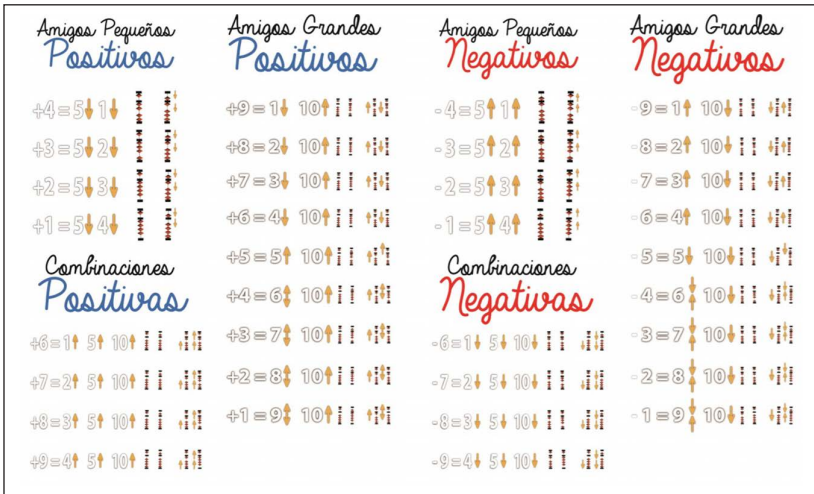 Amigos Pequeños
Positivos
+4=5⬇ 1⬇
+3=5⬇ 2⬇
+2=5⬇ 3⬇
+1=5⬇ 4⬇
Combinaciones
Positivas
+6=1⬆ 5⬆ 10⬆
+7=2⬆ 5⬆ 10⬆
+8=3⬆ 5⬆ 10⬆
+9=4⬆ 5⬆ 10⬆
Amigos Grandes
Positivos
+9=1⬇ 10⬆
+8=2⬇ 10⬆
+7=3⬇ 10⬆
+6=4⬇ 10⬆
+5=5⬆ 10⬆
+4=6⬆⬇ 10⬆
+3=7⬆⬇ 10⬆
+2=8⬆⬇ 10⬆
+1=9⬆⬇ 10⬆
Amigos Pequeños
Negativos
-4=5⬆ 1⬆
-3=5⬆ 2⬆
-2=5⬆ 3⬆
-1=5⬆ 4⬆
Combinaciones
Negativas
-6=1⬇ 5⬇ 10⬇
-7=2⬇ 5⬇ 10⬇
-8=3⬇ 5⬇ 10⬇
-9=4⬇ 5⬇ 10⬇
Amigos Grandes
Negativos
-9=1⬆ 10⬇
-8=2⬆ 10⬇
-7=3⬆ 10⬇
-6=4⬆ 10⬇
-5=5⬇ 10⬇
-4=6⬇⬆ 10⬇
-3=7⬇⬆ 10⬇
-2=8⬇⬆ 10⬇
-1=9⬇⬆ 10⬇